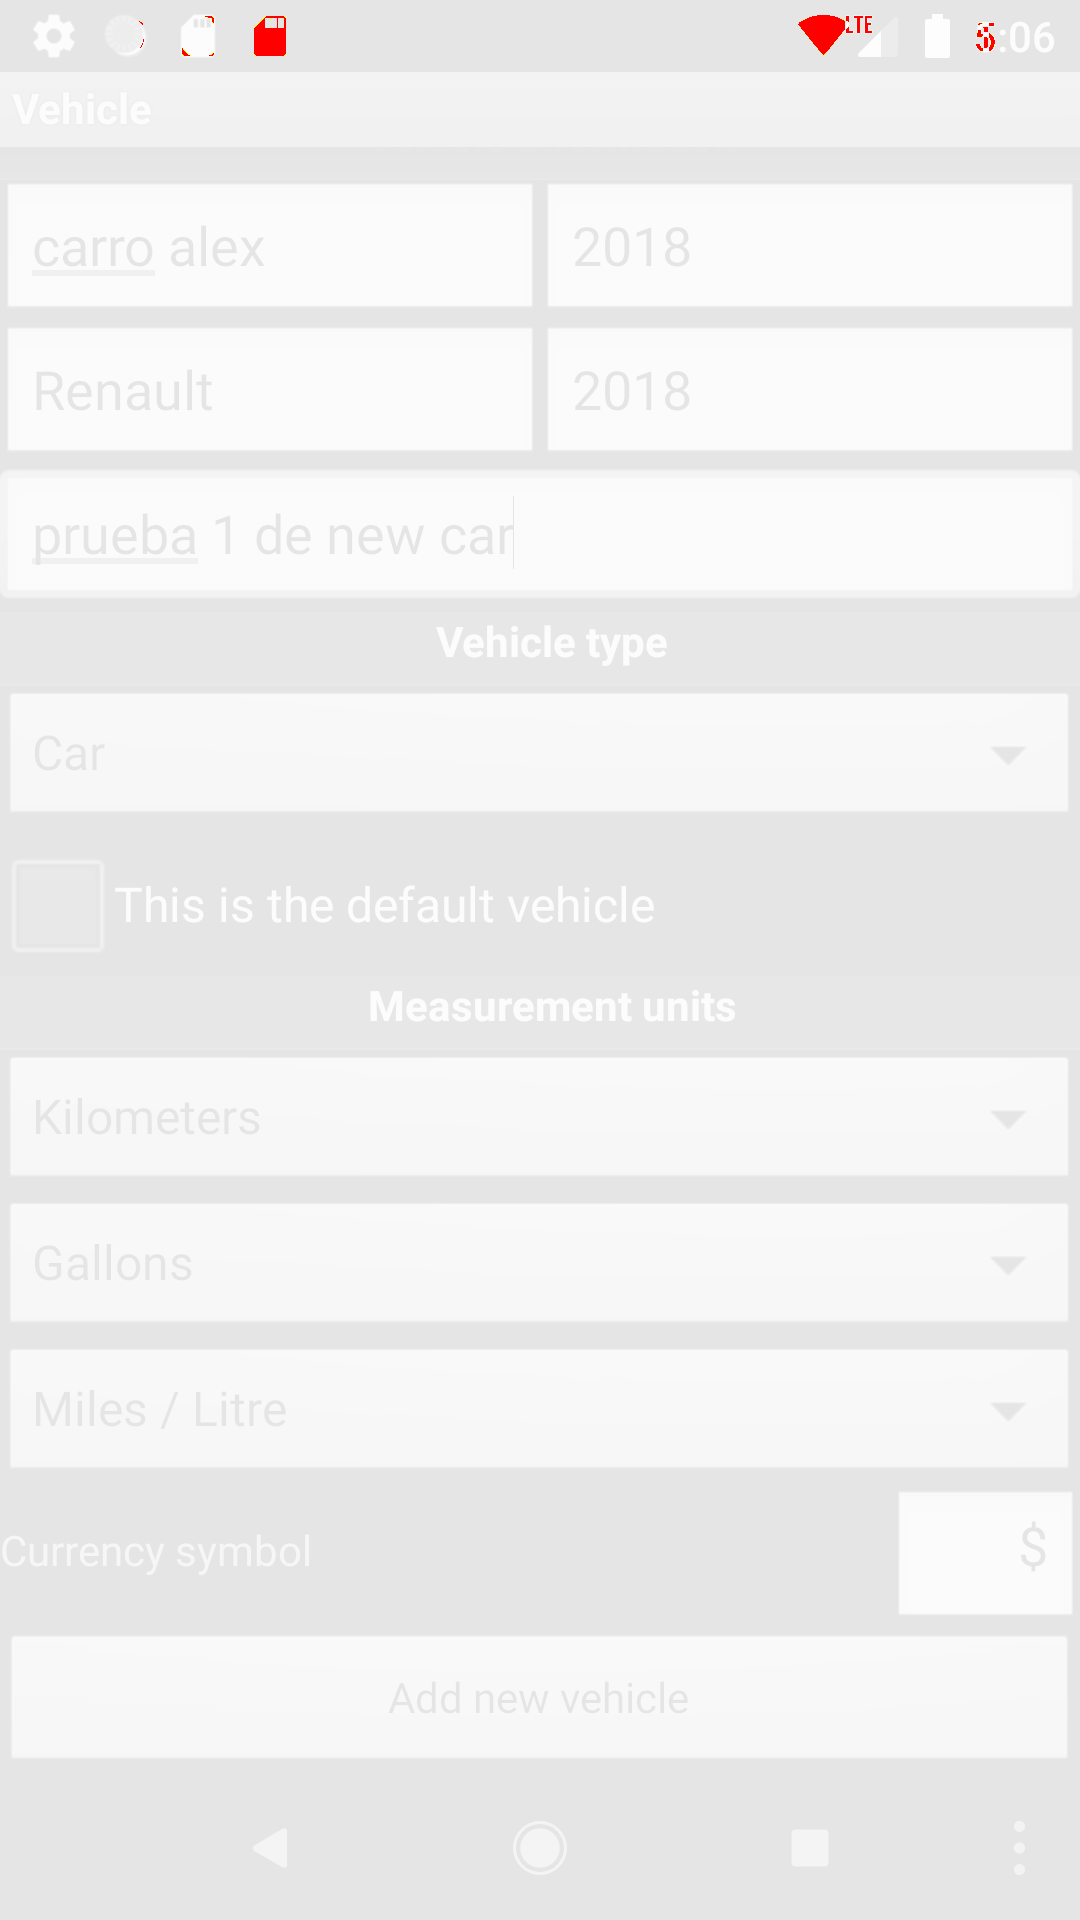 LTE 5:06
Vehicle
carro alex 2018
Renault 2018
prueba 1 de new car
Vehicle type
Car
This is the default vehicle
Measurement units
Kilometers
Gallons
Miles / Litre
Currency symbol $
Add new vehicle